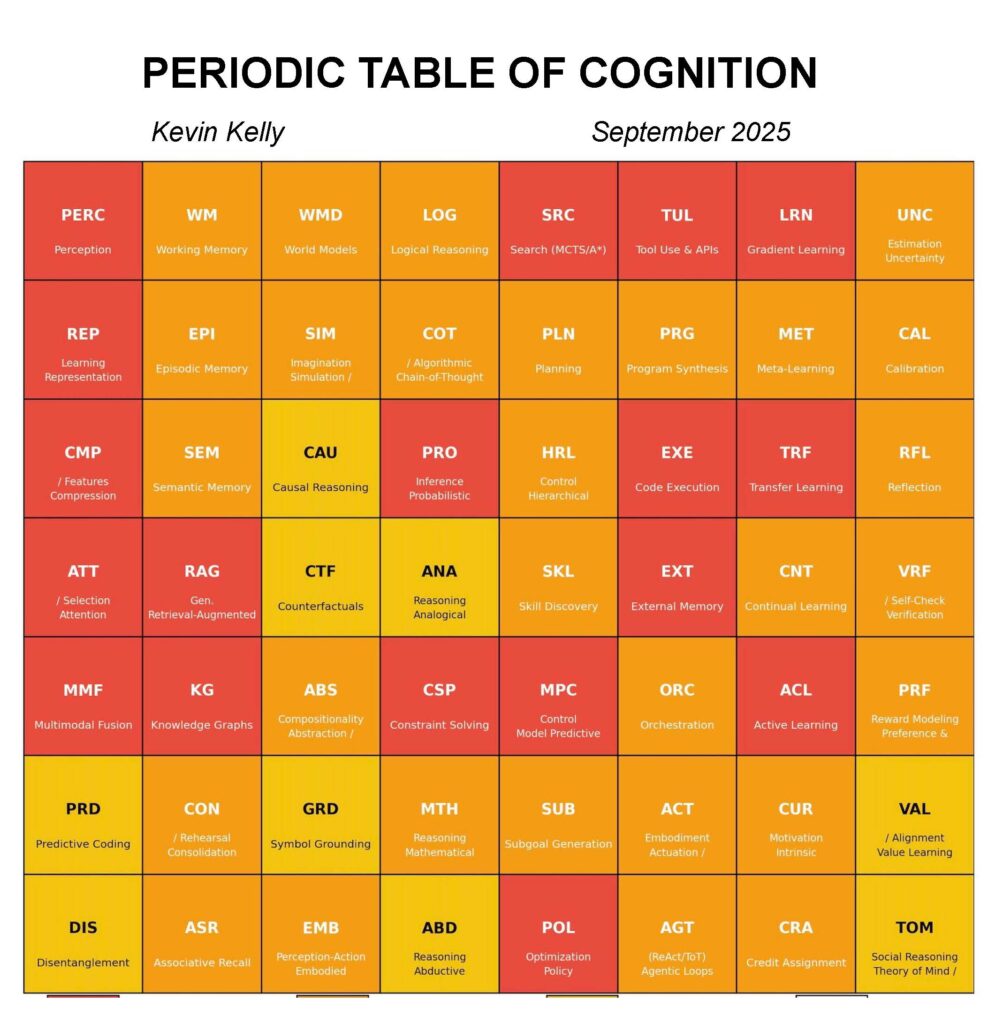 PERIODIC TABLE OF COGNITION
Kevin Kelly
September 2025
PERC
Perception
WM
Working Memory
WMD
World Models
LOG
Logical Reasoning
SRC
Search (MCTS/A*)
TUL
Tool Use & APIs
LRN
Gradient Learning
UNC
Estimation
Uncertainty
REP
Learning
Representation
EPI
Episodic Memory
SIM
Imagination
Simulation /
COT
/ Algorithmic
Chain-of-Thought
PLN
Planning
PRG
Program Synthesis
MET
Meta-Learning
CAL
Calibration
CMP
/ Features
Compression
SEM
Semantic Memory
CAU
Causal Reasoning
PRO
Inference
Probabilistic
HRL
Control
Hierarchical
EXE
Code Execution
TRF
Transfer Learning
RFL
Reflection
ATT
/ Selection
Attention
RAG
Gen.
Retrieval-Augmented
CTF
Counterfactuals
ANA
Reasoning
Analogical
SKL
Skill Discovery
EXT
External Memory
CNT
Continual Learning
VRF
/ Self-Check
Verification
MMF
Multimodal Fusion
KG
Knowledge Graphs
ABS
Compositionality
Abstraction /
CSP
Constraint Solving
MPC
Control
Model Predictive
ORC
Orchestration
ACL
Active Learning
PRF
Reward Modeling
Preference &
PRD
Predictive Coding
CON
/ Rehearsal
Consolidation
GRD
Symbol Grounding
MTH
Reasoning
Mathematical
SUB
Subgoal Generation
ACT
Embodiment
Actuation /
CUR
Motivation
Intrinsic
VAL
/ Alignment
Value Learning
DIS
Disentanglement
ASR
Associative Recall
EMB
Perception-Action
Embodied
ABD
Reasoning
Abductive
POL
Optimization
Policy
AGT
(ReAct/ToT)
Agentic Loops
CRA
Credit Assignment
TOM
Social Reasoning
Theory of Mind /